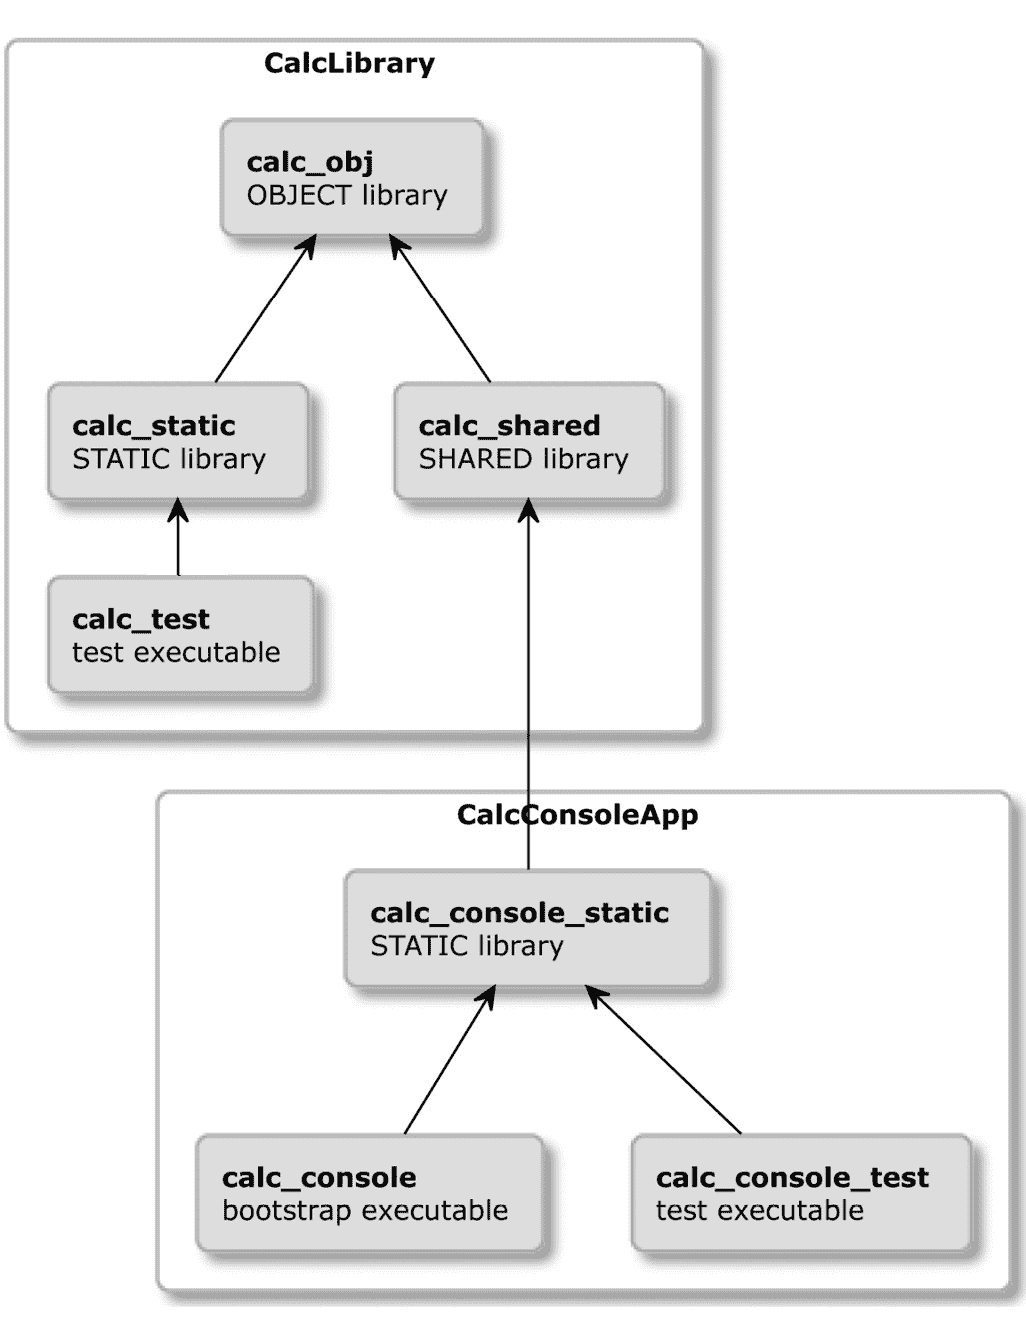 CalcLibrary
calc_obj
OBJECT library
calc_static
STATIC library
calc_shared
SHARED library
calc_test
test executable
CalcConsoleApp
calc_console_static
STATIC library
calc_console
bootstrap executable
calc_console_test
test executable